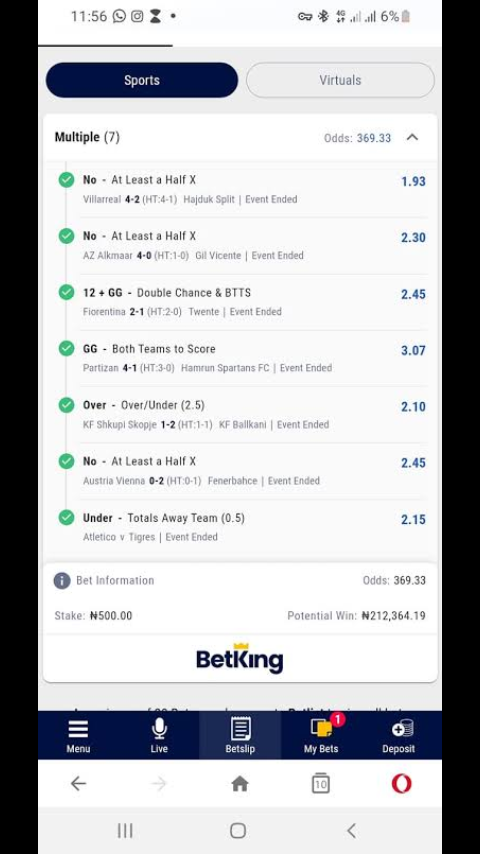 11:56 4G 6%
Sports Virtuals
Multiple (7) Odds: 369.33
No - At Least a Half X 1.93
Villarreal 4-2 (HT:4-1) Hajduk Split | Event Ended
No - At Least a Half X 2.30
AZ Alkmaar 4-0 (HT:1-0) Gil Vicente | Event Ended
12 + GG - Double Chance & BTTS 2.45
Fiorentina 2-1 (HT:2-0) Twente | Event Ended
GG - Both Teams to Score 3.07
Partizan 4-1 (HT:3-0) Hamrun Spartans FC | Event Ended
Over - Over/Under (2.5) 2.10
KF Shkupi Skopje 1-2 (HT:1-1) KF Ballkani | Event Ended
No - At Least a Half X 2.45
Austria Vienna 0-2 (HT:0-1) Fenerbahce | Event Ended
Under - Totals Away Team (0.5) 2.15
Atletico v Tigres | Event Ended
Bet Information Odds: 369.33
Stake: ₦500.00 Potential Win: ₦212,364.19
BetKing
1
Menu Live Betslip My Bets Deposit
10